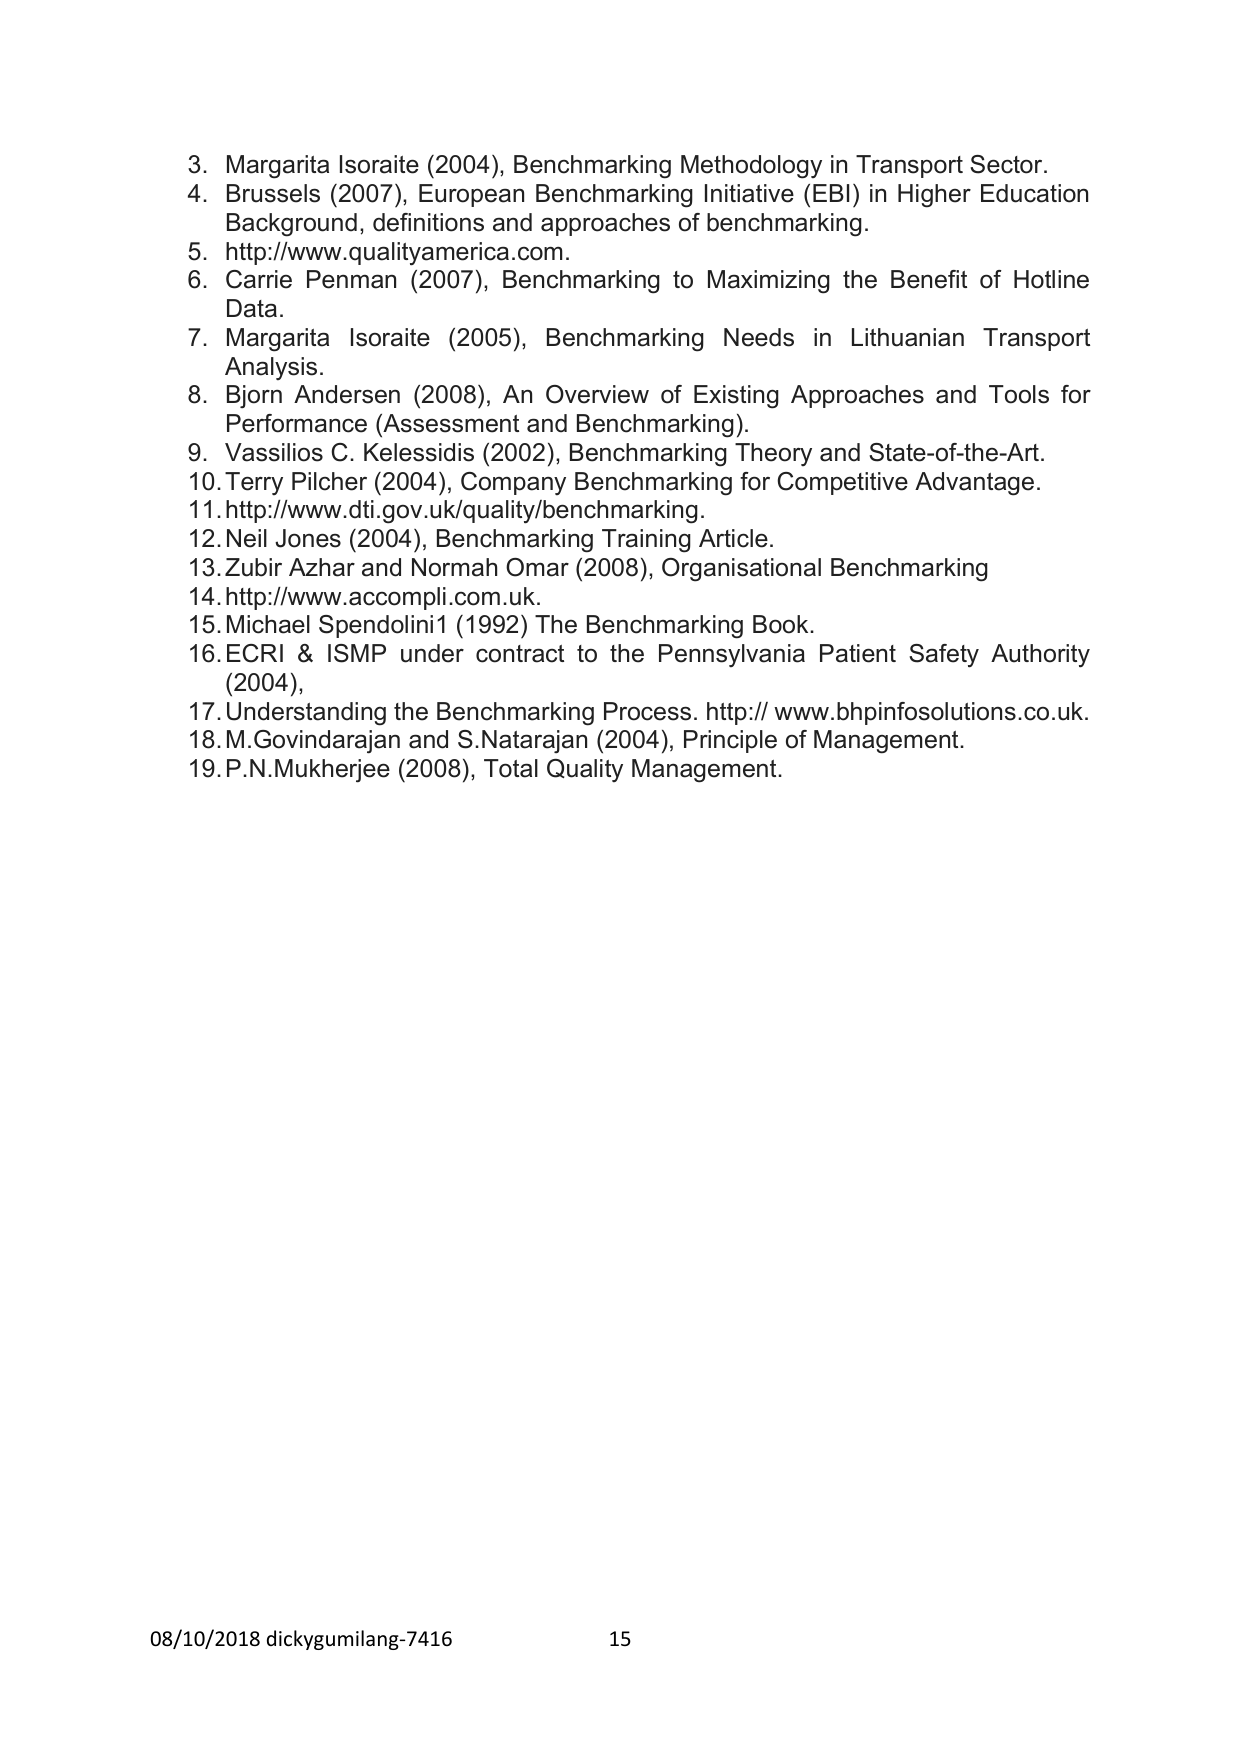 3. Margarita Isoraite (2004), Benchmarking Methodology in Transport Sector.
4. Brussels (2007), European Benchmarking Initiative (EBI) in Higher Education
Background, definitions and approaches of benchmarking.
5. http://www.qualityamerica.com.
6. Carrie Penman (2007), Benchmarking to Maximizing the Benefit of Hotline
Data.
7. Margarita Isoraite (2005), Benchmarking Needs in Lithuanian Transport
Analysis.
8. Bjorn Andersen (2008), An Overview of Existing Approaches and Tools for
Performance (Assessment and Benchmarking).
9. Vassilios C. Kelessidis (2002), Benchmarking Theory and State-of-the-Art.
10. Terry Pilcher (2004), Company Benchmarking for Competitive Advantage.
11. http://www.dti.gov.uk/quality/benchmarking.
12. Neil Jones (2004), Benchmarking Training Article.
13. Zubir Azhar and Normah Omar (2008), Organisational Benchmarking
14. http://www.accompli.com.uk.
15. Michael Spendolini1 (1992) The Benchmarking Book.
16. ECRI & ISMP under contract to the Pennsylvania Patient Safety Authority
(2004),
17. Understanding the Benchmarking Process. http:// www.bhpinfosolutions.co.uk.
18. M.Govindarajan and S.Natarajan (2004), Principle of Management.
19. P.N.Mukherjee (2008), Total Quality Management.
08/10/2018 dickygumilang-7416 15